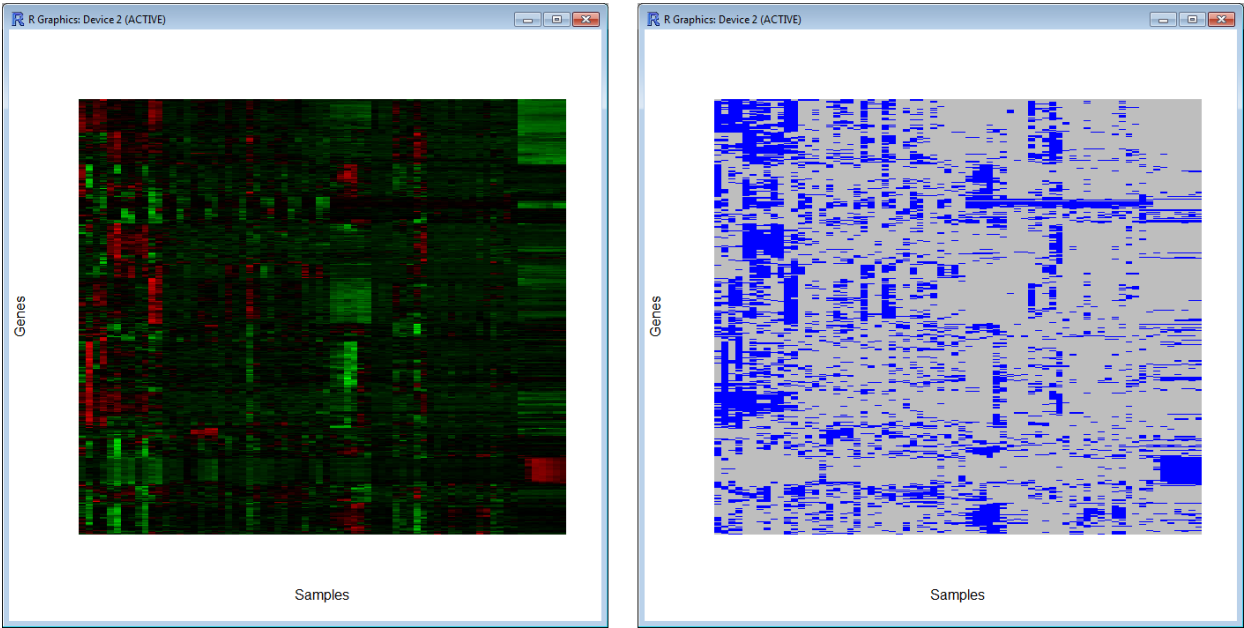 R Graphics: Device 2 (ACTIVE)
Genes
Samples
R Graphics: Device 2 (ACTIVE)
Genes
Samples